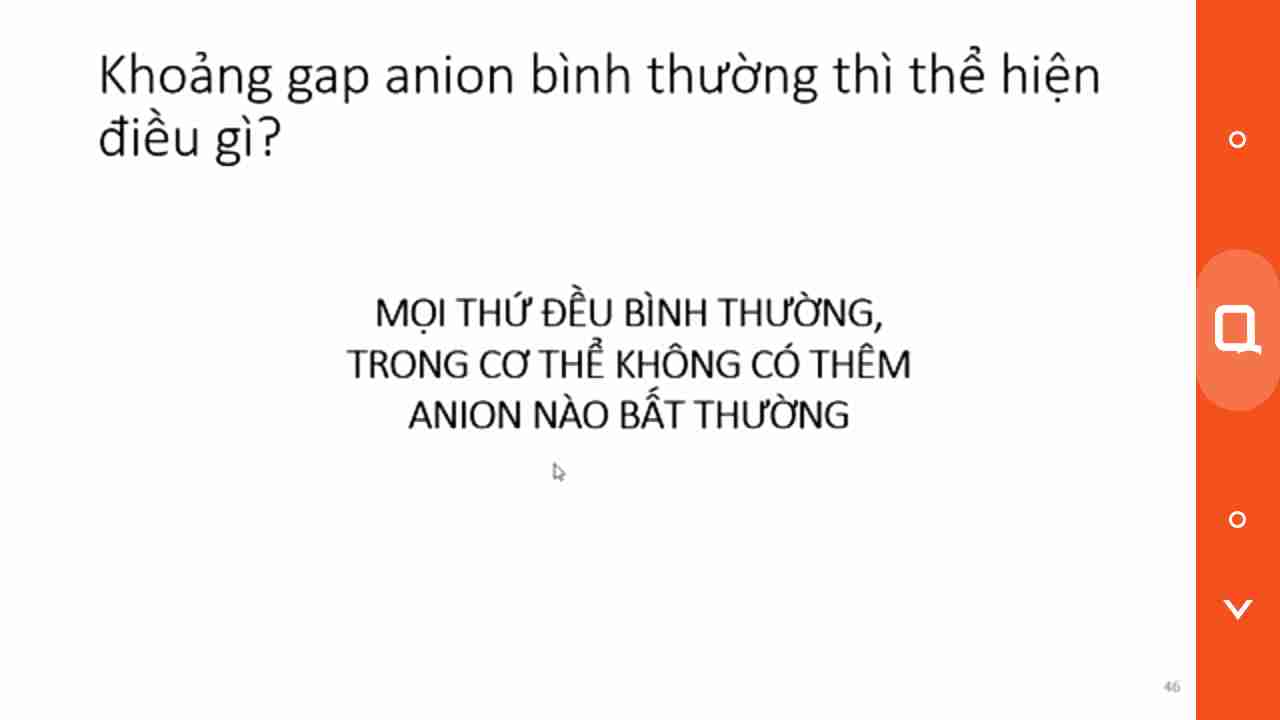 Khoảng gap anion bình thường thì thể hiện
điều gì?
MỌI THỨ ĐỀU BÌNH THƯỜNG,
TRONG CƠ THỂ KHÔNG CÓ THÊM
ANION NÀO BẤT THƯỜNG
46